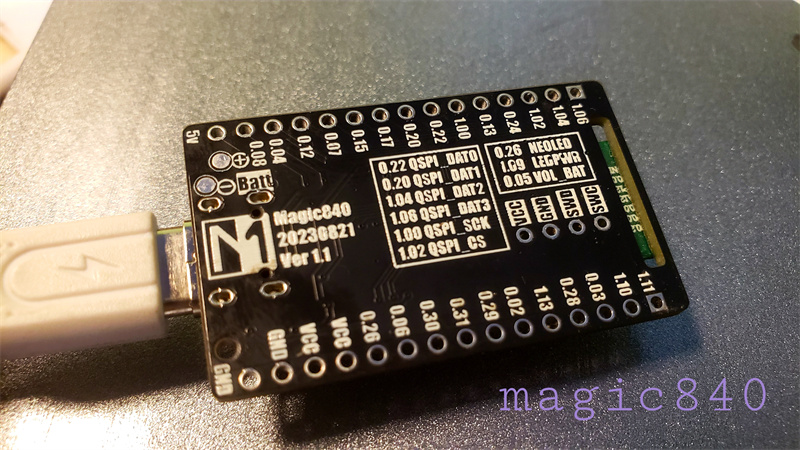 5V
0.08
0.04
0.12
0.07
0.15
0.17
0.20
0.22
1.00
0.13
0.24
1.02
1.04
1.06
Batt
Magic840
20230821
Ver 1.1
0.22 QSPI_DAT0
0.20 QSPI_DAT1
1.04 QSPI_DAT2
1.06 QSPI_DAT3
1.00 QSPI_SCK
1.02 QSPI_CS
0.26 NEOLED
1.09 LEDPWR
0.05 VOL_BAT
VCC
GND
SWD
SWC
GND
GND
VCC
VCC
0.26
0.06
0.30
0.31
0.29
0.02
1.13
0.28
0.03
1.10
1.11
magic840